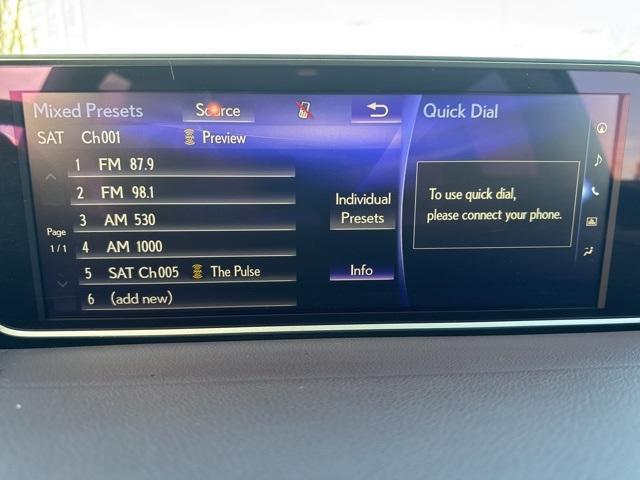 Mixed Presets Source Quick Dial
SAT Ch001 Preview
1 FM 87.9
2 FM 98.1
3 AM 530
4 AM 1000
5 SAT Ch005 The Pulse
6 (add new)
Page
1/1
Individual
Presets
Info
To use quick dial,
please connect your phone.